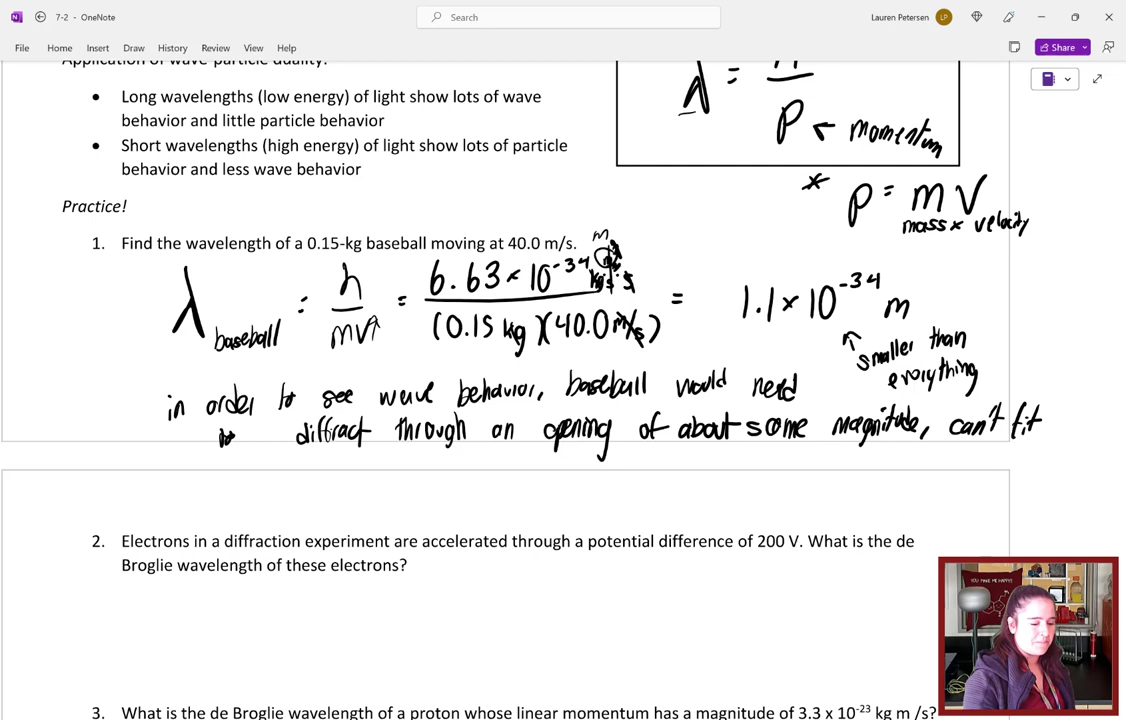 7-2 - OneNote
Search
Lauren Petersen
LP
File Home Insert Draw History Review View Help
Share
Application of wave-particle duality:
• Long wavelengths (low energy) of light show lots of wave
behavior and little particle behavior
• Short wavelengths (high energy) of light show lots of particle
behavior and less wave behavior
λ = h
p ← momentum
* p = mv
mass x velocity
Practice!
1. Find the wavelength of a 0.15-kg baseball moving at 40.0 m/s.
λ baseball = h = 6.63 × 10⁻³⁴ = 1.1 × 10⁻³⁴ m
mv (0.15 kg)(40.0 m/s)
smaller than
everything
in order to see wave behavior, baseball would need
to diffract through an opening of about same magnitude, can't fit
2. Electrons in a diffraction experiment are accelerated through a potential difference of 200 V. What is the de
Broglie wavelength of these electrons?
YOU MAKE ME HAPPY
3. What is the de Broglie wavelength of a proton whose linear momentum has a magnitude of 3.3 x 10⁻²³ kg m /s?